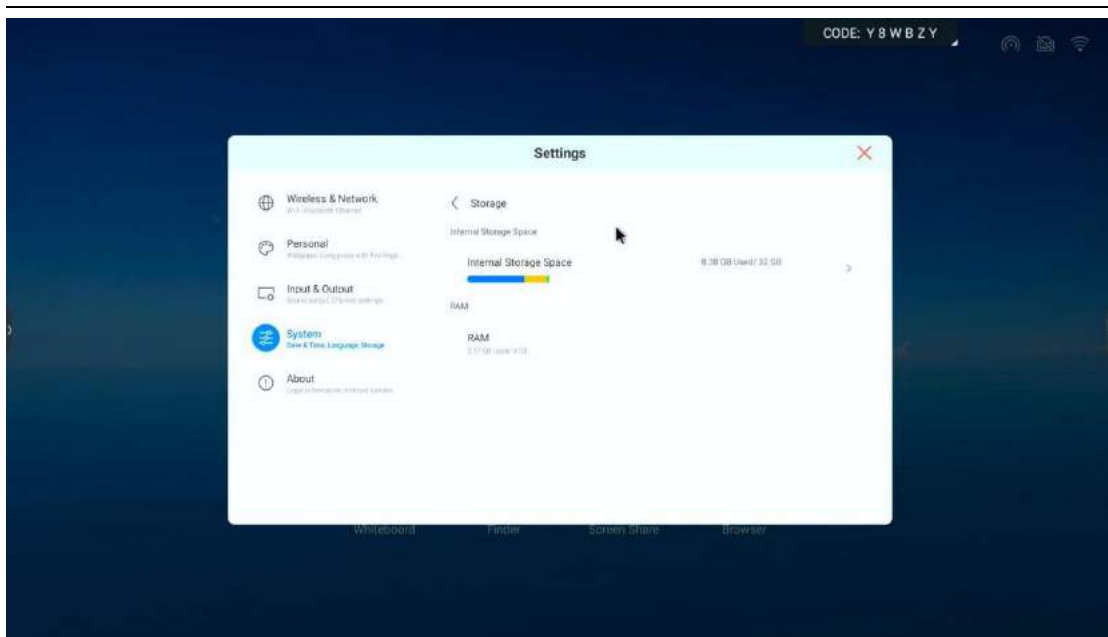 CODE: Y 8 W B Z Y
Settings
Wireless & Network
Storage
Internal Storage Space
Personal
Internal Storage Space
8.38 GB Used/ 32 GB
Input & Output
RAM
System
Date & Time, Language, Storage
RAM
About
Whiteboard
Finder
Screen Share
Browser